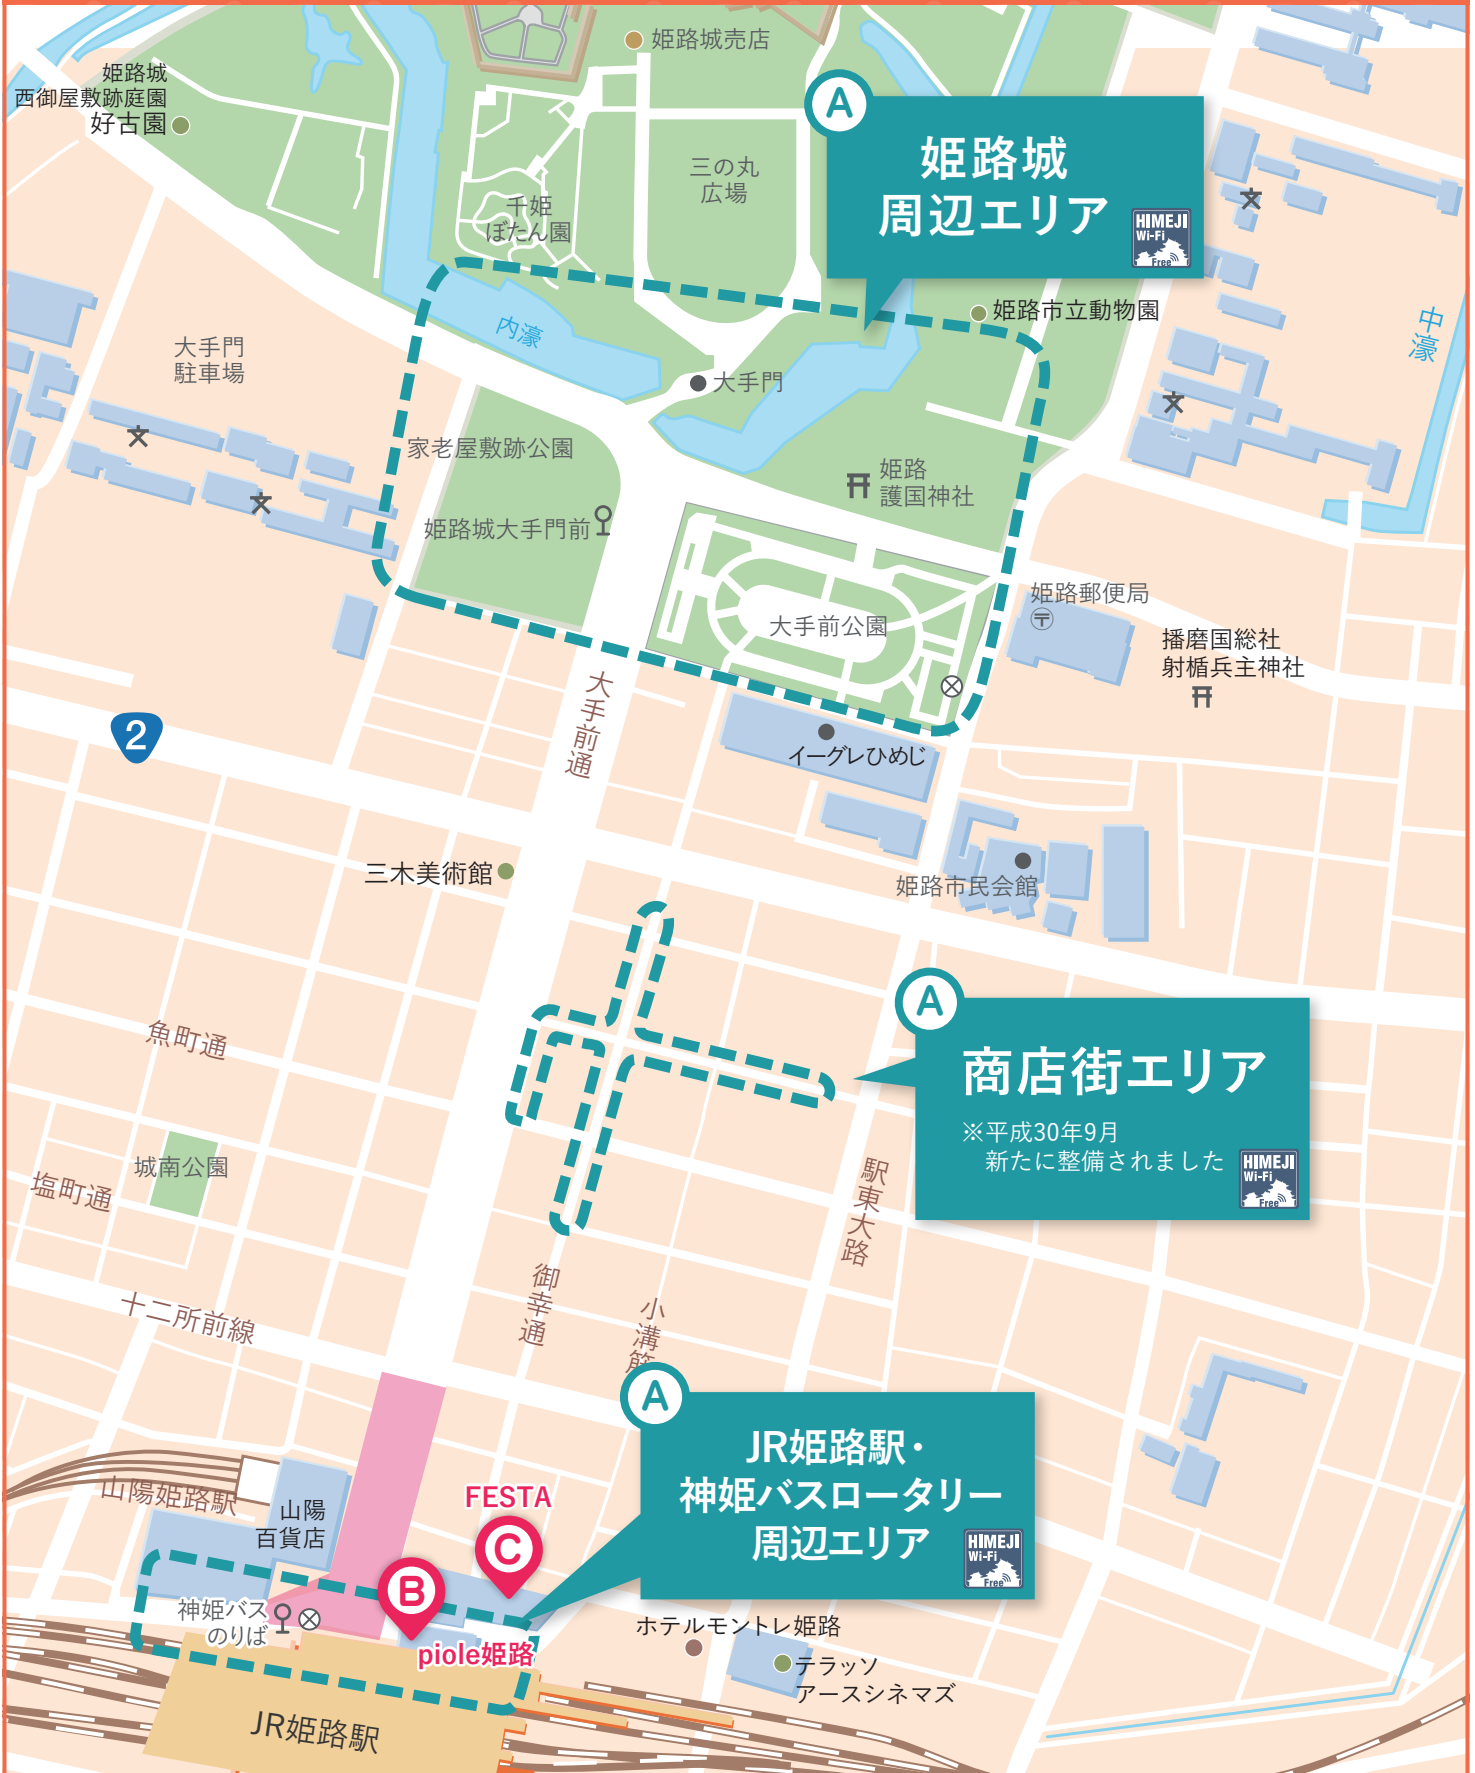 姫路城売店
姫路城
西御屋敷跡庭園
好古園
三の丸
広場
千姫
ぼたん園
A
姫路城
周辺エリア
HIMEJI
Wi-Fi
Free
姫路市立動物園
内濠
中濠
大手門
駐車場
大手門
家老屋敷跡公園
姫路
護国神社
姫路城大手門前
大手前公園
姫路郵便局
播磨国総社
射楯兵主神社
大手前通
2
イーグレひめじ
三木美術館
姫路市民会館
A
商店街エリア
※平成30年9月
新たに整備されました
HIMEJI
Wi-Fi
Free
魚町通
城南公園
塩町通
駅東大路
御幸通
小溝筋
十二所前線
A
JR姫路駅・
神姫バスロータリー
周辺エリア
HIMEJI
Wi-Fi
Free
山陽姫路駅
山陽
百貨店
FESTA
C
B
神姫バス
のりば
piole姫路
ホテルモントレ姫路
テラッソ
アースシネマズ
JR姫路駅